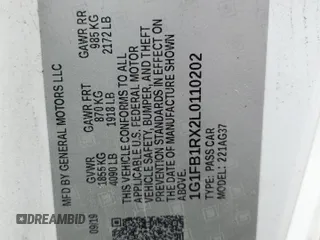 MFD BY GENERAL MOTORS LLC
09/19
GVWR
1855 KG
4090 LB
GAWR FRT
870 KG
1918 LB
GAWR RR
985 KG
2172 LB
THIS VEHICLE CONFORMS TO ALL APPLICABLE U.S. FEDERAL MOTOR VEHICLE SAFETY, BUMPER, AND THEFT PREVENTION STANDARDS IN EFFECT ON THE DATE OF MANUFACTURE SHOWN ABOVE.
1G1FB1RX2L0110202
TYPE: PASS CAR
MODEL: 221AG37
DREAMBID